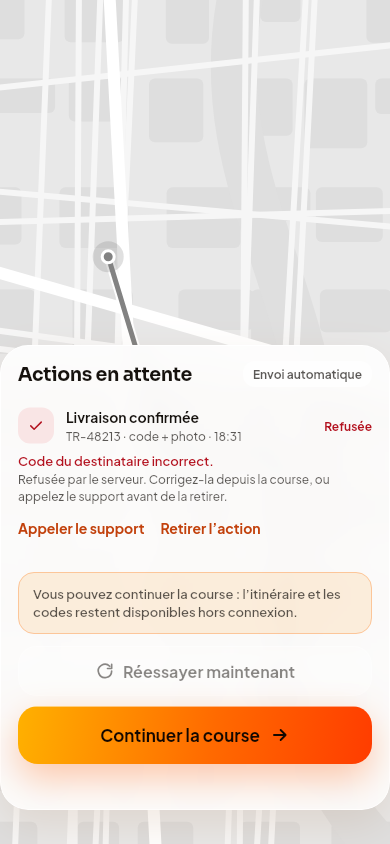 Actions en attente
Envoi automatique
Livraison confirmée
TR-48213 · code + photo · 18:31
Refusée
Code du destinataire incorrect.
Refusée par le serveur. Corrigez-la depuis la course, ou
appelez le support avant de la retirer.
Appeler le support
Retirer l’action
Vous pouvez continuer la course : l’itinéraire et les
codes restent disponibles hors connexion.
Réessayer maintenant
Continuer la course